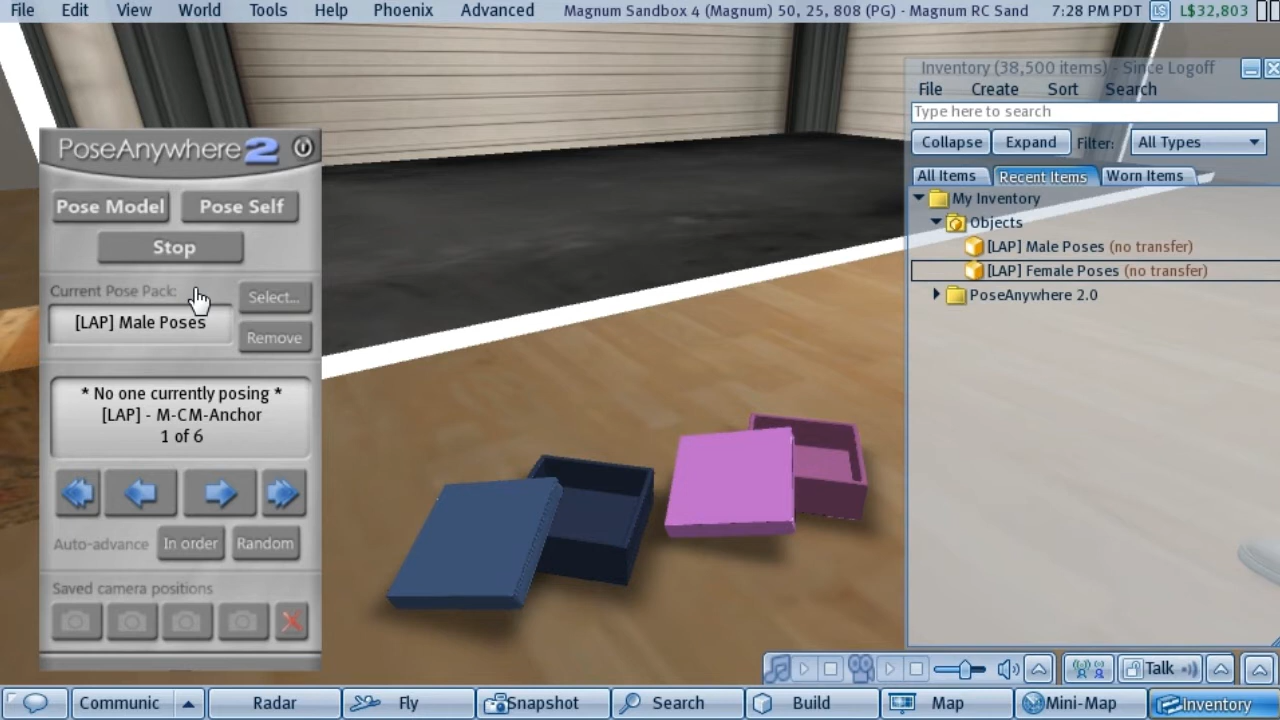 File Edit View World Tools Help Phoenix Advanced Magnum Sandbox 4 (Magnum) 50, 25, 808 (PG) - Magnum RC Sand 7:28 PM PDT L$ L$32,803
Inventory (38,500 items) - Since Logoff
File Create Sort Search
Type here to search
Collapse Expand Filter: All Types
All Items Recent Items Worn Items
My Inventory
Objects
[LAP] Male Poses (no transfer)
[LAP] Female Poses (no transfer)
PoseAnywhere 2.0
PoseAnywhere 2
Pose Model Pose Self
Stop
Current Pose Pack: Select...
[LAP] Male Poses
Remove
* No one currently posing *
[LAP] - M-CM-Anchor
1 of 6
Auto-advance In order Random
Saved camera positions
Talk
Communic Radar Fly Snapshot Search Build Map Mini-Map Inventory